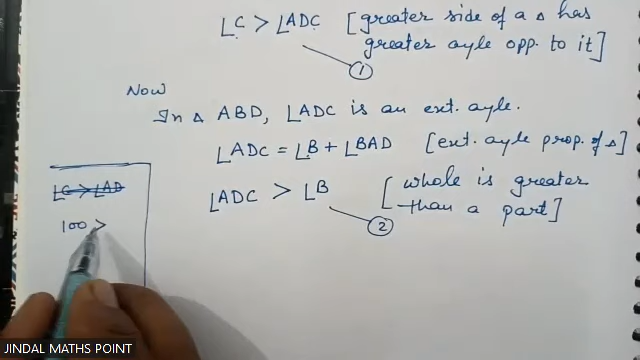 ∠C > ∠ADC [greater side of a △ has
greater angle opp. to it]
1
Now
In △ ABD, ∠ADC is an ext. angle.
∠ADC = ∠B + ∠BAD [ext. angle prop. of △]
∠ADC > ∠B [whole is greater
than a part]
2
∠C > ∠AD
100 >
JINDAL MATHS POINT